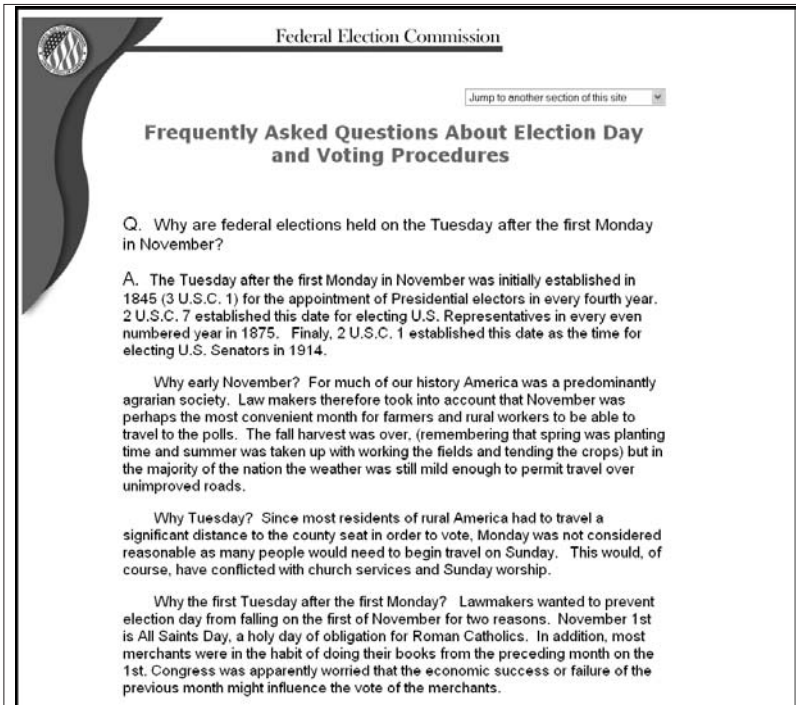 Federal Election Commission
Jump to another section of this site
Frequently Asked Questions About Election Day
and Voting Procedures
Q. Why are federal elections held on the Tuesday after the first Monday
in November?
A. The Tuesday after the first Monday in November was initially established in
1845 (3 U.S.C. 1) for the appointment of Presidential electors in every fourth year.
2 U.S.C. 7 established this date for electing U.S. Representatives in every even
numbered year in 1875. Finaly, 2 U.S.C. 1 established this date as the time for
electing U.S. Senators in 1914.
Why early November? For much of our history America was a predominantly
agrarian society. Law makers therefore took into account that November was
perhaps the most convenient month for farmers and rural workers to be able to
travel to the polls. The fall harvest was over, (remembering that spring was planting
time and summer was taken up with working the fields and tending the crops) but in
the majority of the nation the weather was still mild enough to permit travel over
unimproved roads.
Why Tuesday? Since most residents of rural America had to travel a
significant distance to the county seat in order to vote, Monday was not considered
reasonable as many people would need to begin travel on Sunday. This would, of
course, have conflicted with church services and Sunday worship.
Why the first Tuesday after the first Monday? Lawmakers wanted to prevent
election day from falling on the first of November for two reasons. November 1st
is All Saints Day, a holy day of obligation for Roman Catholics. In addition, most
merchants were in the habit of doing their books from the preceding month on the
1st. Congress was apparently worried that the economic success or failure of the
previous month might influence the vote of the merchants.